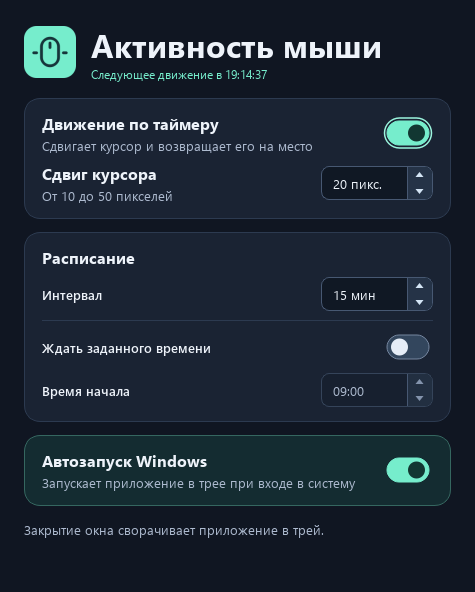 Активность мыши
Следующее движение в 19:14:37
Движение по таймеру
Сдвигает курсор и возвращает его на место
Сдвиг курсора
От 10 до 50 пикселей
20 пикс.
Расписание
Интервал
15 мин
Ждать заданного времени
Время начала
09:00
Автозапуск Windows
Запускает приложение в трее при входе в систему
Закрытие окна сворачивает приложение в трей.